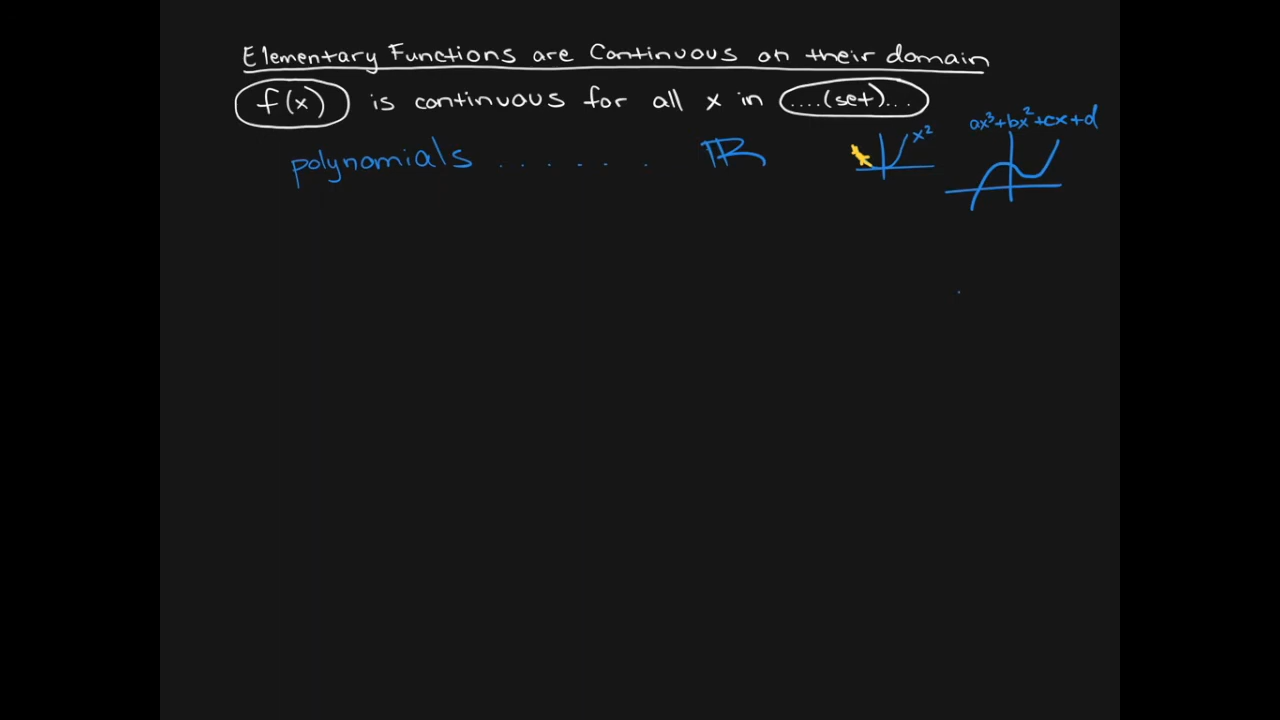 Elementary Functions are Continuous on their domain
f(x) is continuous for all x in ....(set)...
polynomials ...... ℝ x² ax³+bx²+cx+d